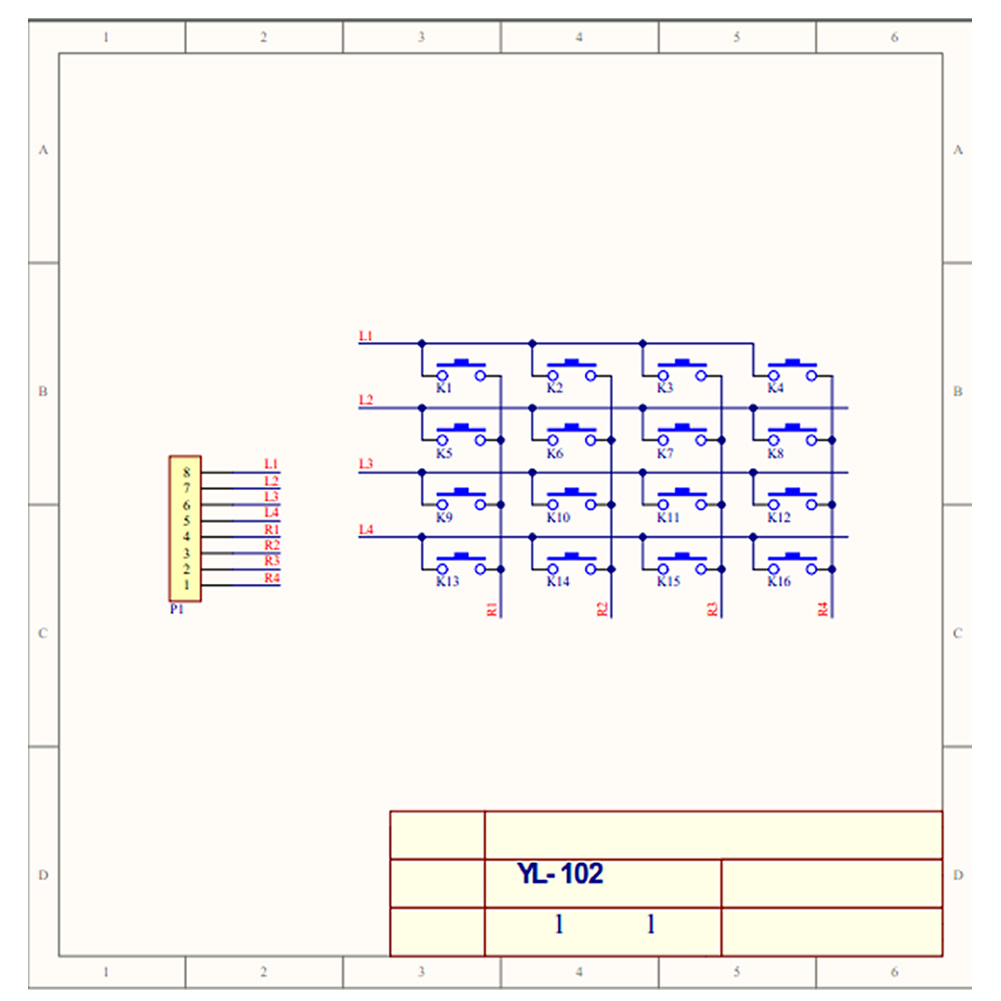 1 2 3 4 5 6
A A
L1
K1 K2 K3 K4
B B
L2
K5 K6 K7 K8
L3
8 L1
7 L2
6 L3
5 L4
4 R1
3 R2
2 R3
1 R4
P1
K9 K10 K11 K12
L4
K13 K14 K15 K16
R1 R2 R3 R4
C C
YL-102
D D
1 1
1 2 3 4 5 6